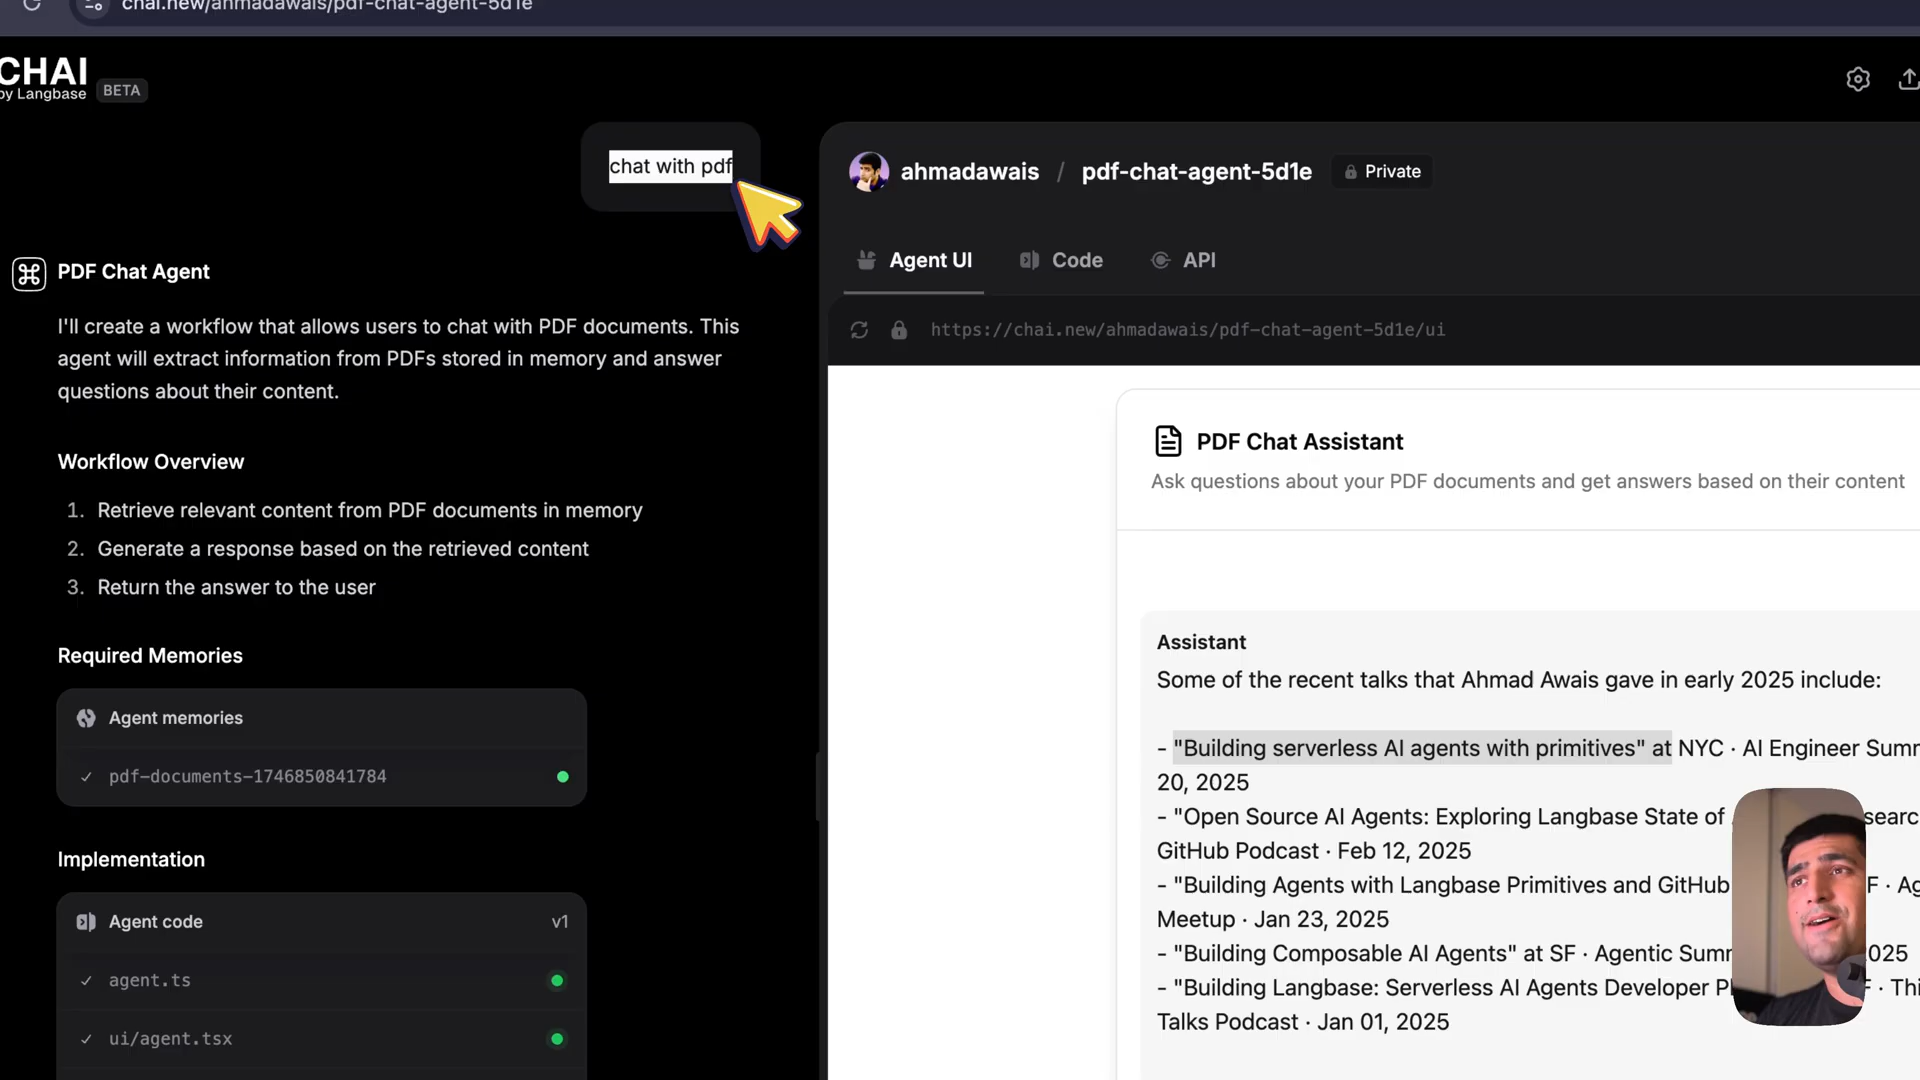 chai.new/ahmadawais/pdf-chat-agent-5d1e
CHAI
by Langbase
BETA
chat with pdf
PDF Chat Agent
I'll create a workflow that allows users to chat with PDF documents. This
agent will extract information from PDFs stored in memory and answer
questions about their content.
Workflow Overview
1. Retrieve relevant content from PDF documents in memory
2. Generate a response based on the retrieved content
3. Return the answer to the user
Required Memories
Agent memories
pdf-documents-1746850841784
Implementation
Agent code v1
agent.ts
ui/agent.tsx
ahmadawais / pdf-chat-agent-5d1e Private
Agent UI Code API
https://chai.new/ahmadawais/pdf-chat-agent-5d1e/ui
PDF Chat Assistant
Ask questions about your PDF documents and get answers based on their content
Assistant
Some of the recent talks that Ahmad Awais gave in early 2025 include:
- "Building serverless AI agents with primitives" at NYC · AI Engineer
20, 2025
- "Open Source AI Agents: Exploring Langbase State of
GitHub Podcast · Feb 12, 2025
- "Building Agents with Langbase Primitives and GitHub
Meetup · Jan 23, 2025
- "Building Composable AI Agents" at SF · Agentic
- "Building Langbase: Serverless AI Agents Developer
Talks Podcast · Jan 01, 2025